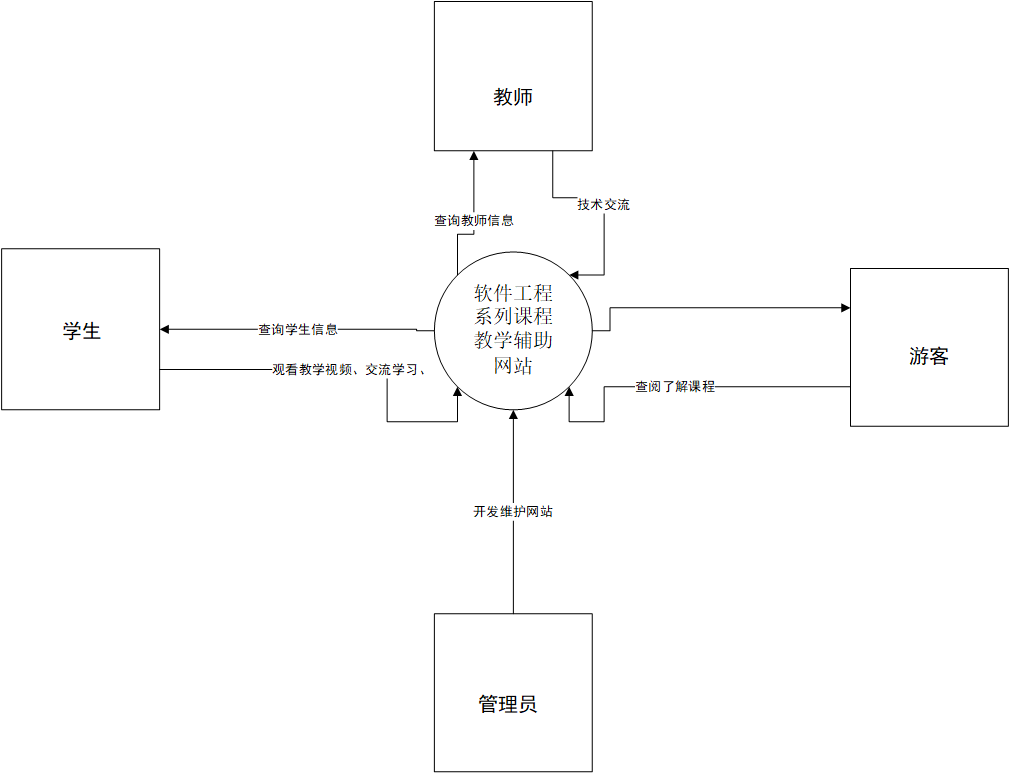 教师
技术交流
查询教师信息
软件工程
系列课程
教学辅助
网站
学生
查询学生信息
游客
观看教学视频、交流学习、
查阅了解课程
开发维护网站
管理员